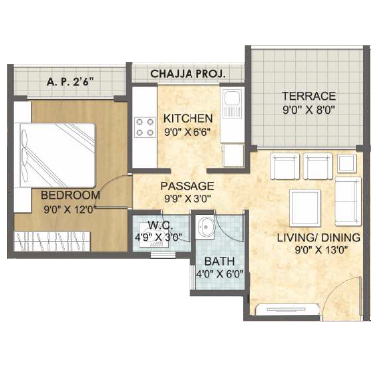 A. P. 2'6"
CHAJJA PROJ.
TERRACE
9'0" X 8'0"
KITCHEN
9'0" X 6'6"
BEDROOM
9'0" X 12'0"
PASSAGE
9'9" X 3'0"
W.C.
4'9" X 3'0"
BATH
4'0" X 6'0"
LIVING/ DINING
9'0" X 13'0"